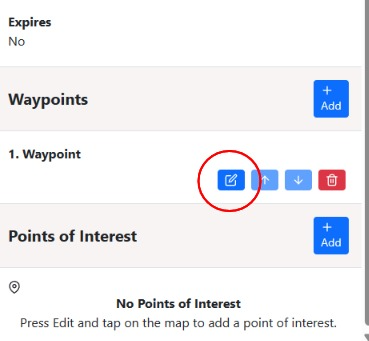 Expires
No
Waypoints
+
Add
1. Waypoint
Points of Interest
+
Add
No Points of Interest
Press Edit and tap on the map to add a point of interest.